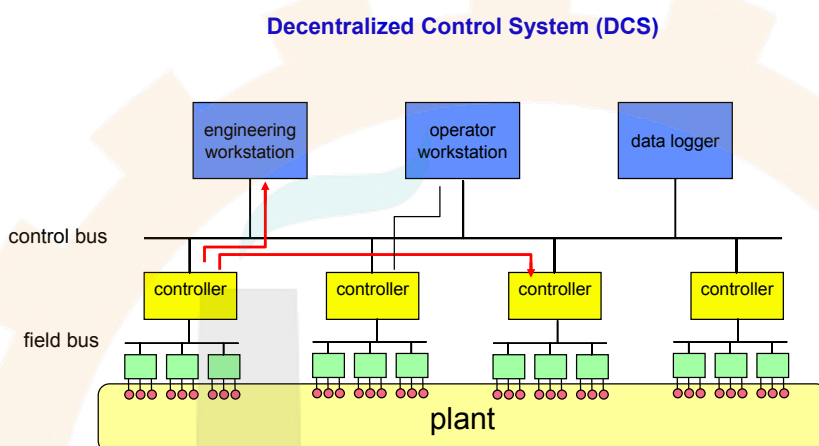 Decentralized Control System (DCS)
engineering
workstation
operator
workstation
data logger
control bus
controller
controller
controller
controller
field bus
plant